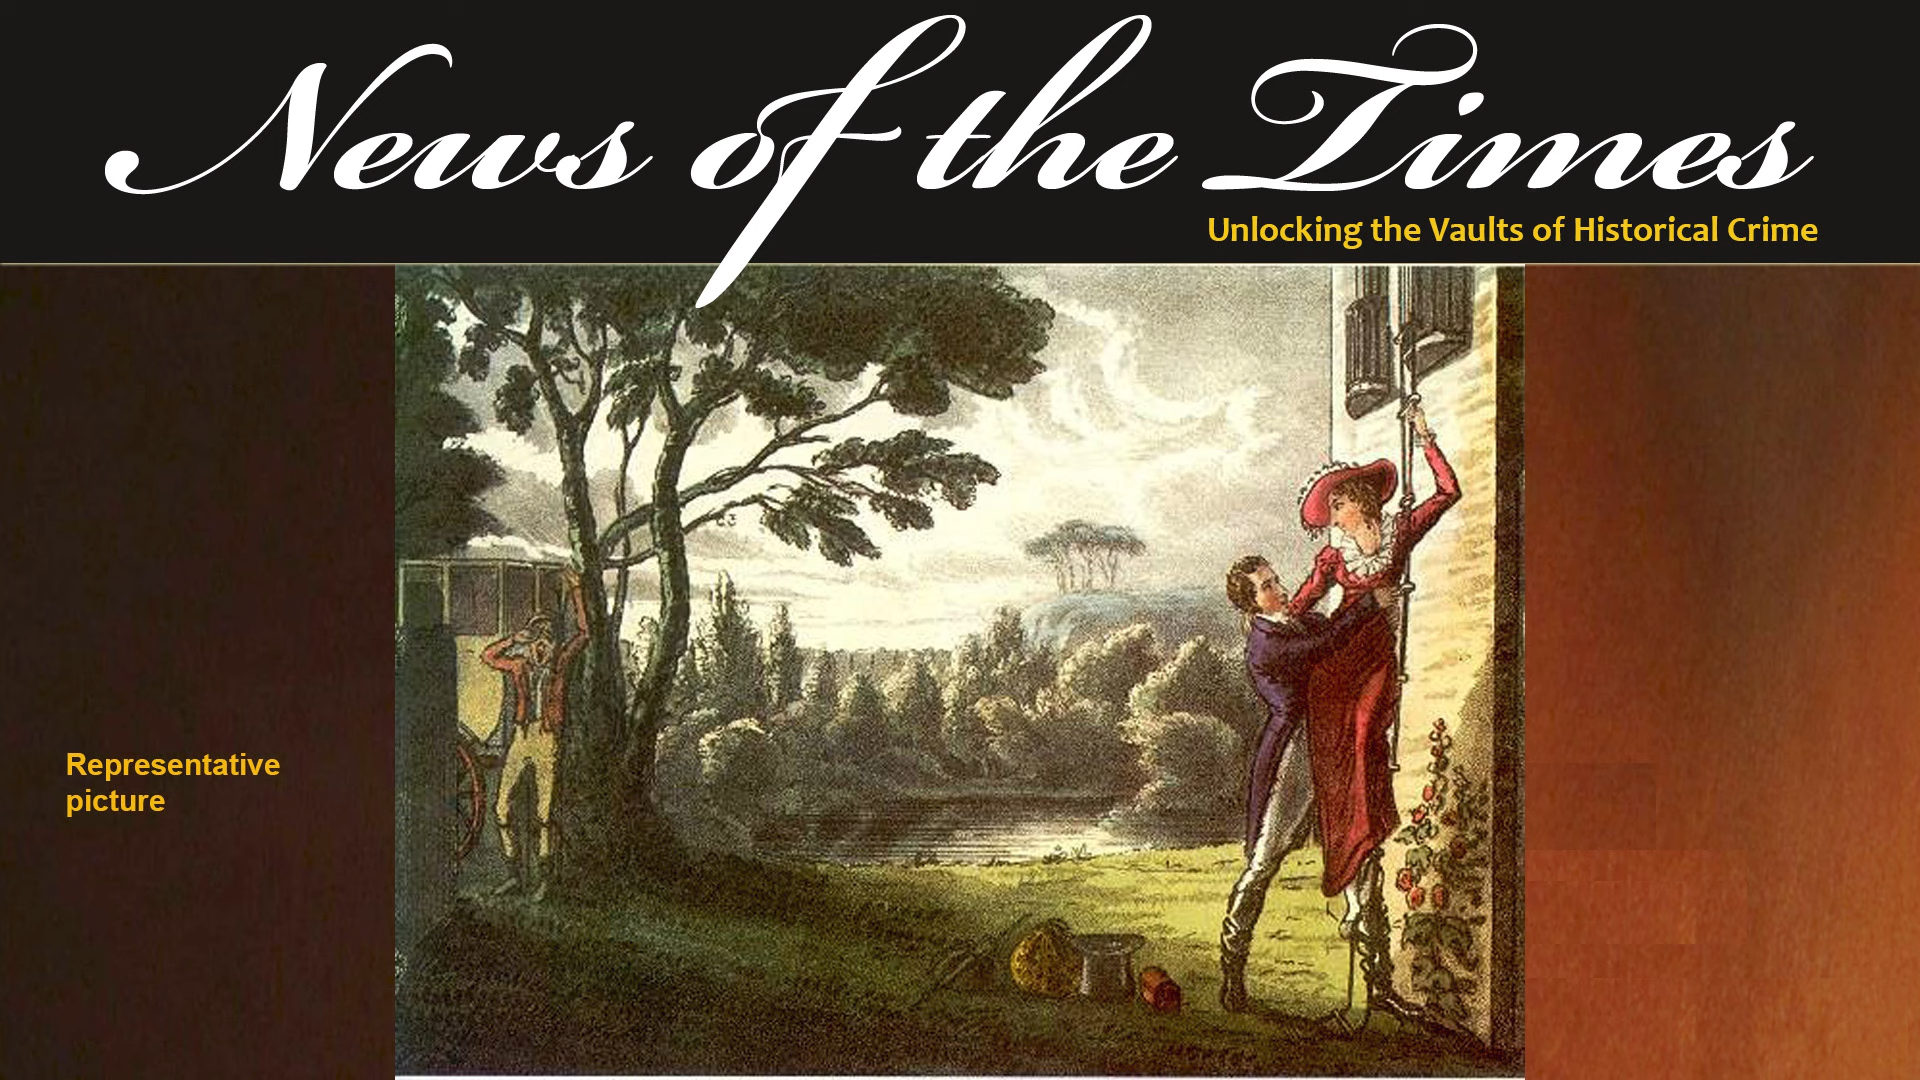 News of the Times
Unlocking the Vaults of Historical Crime
Representative
picture